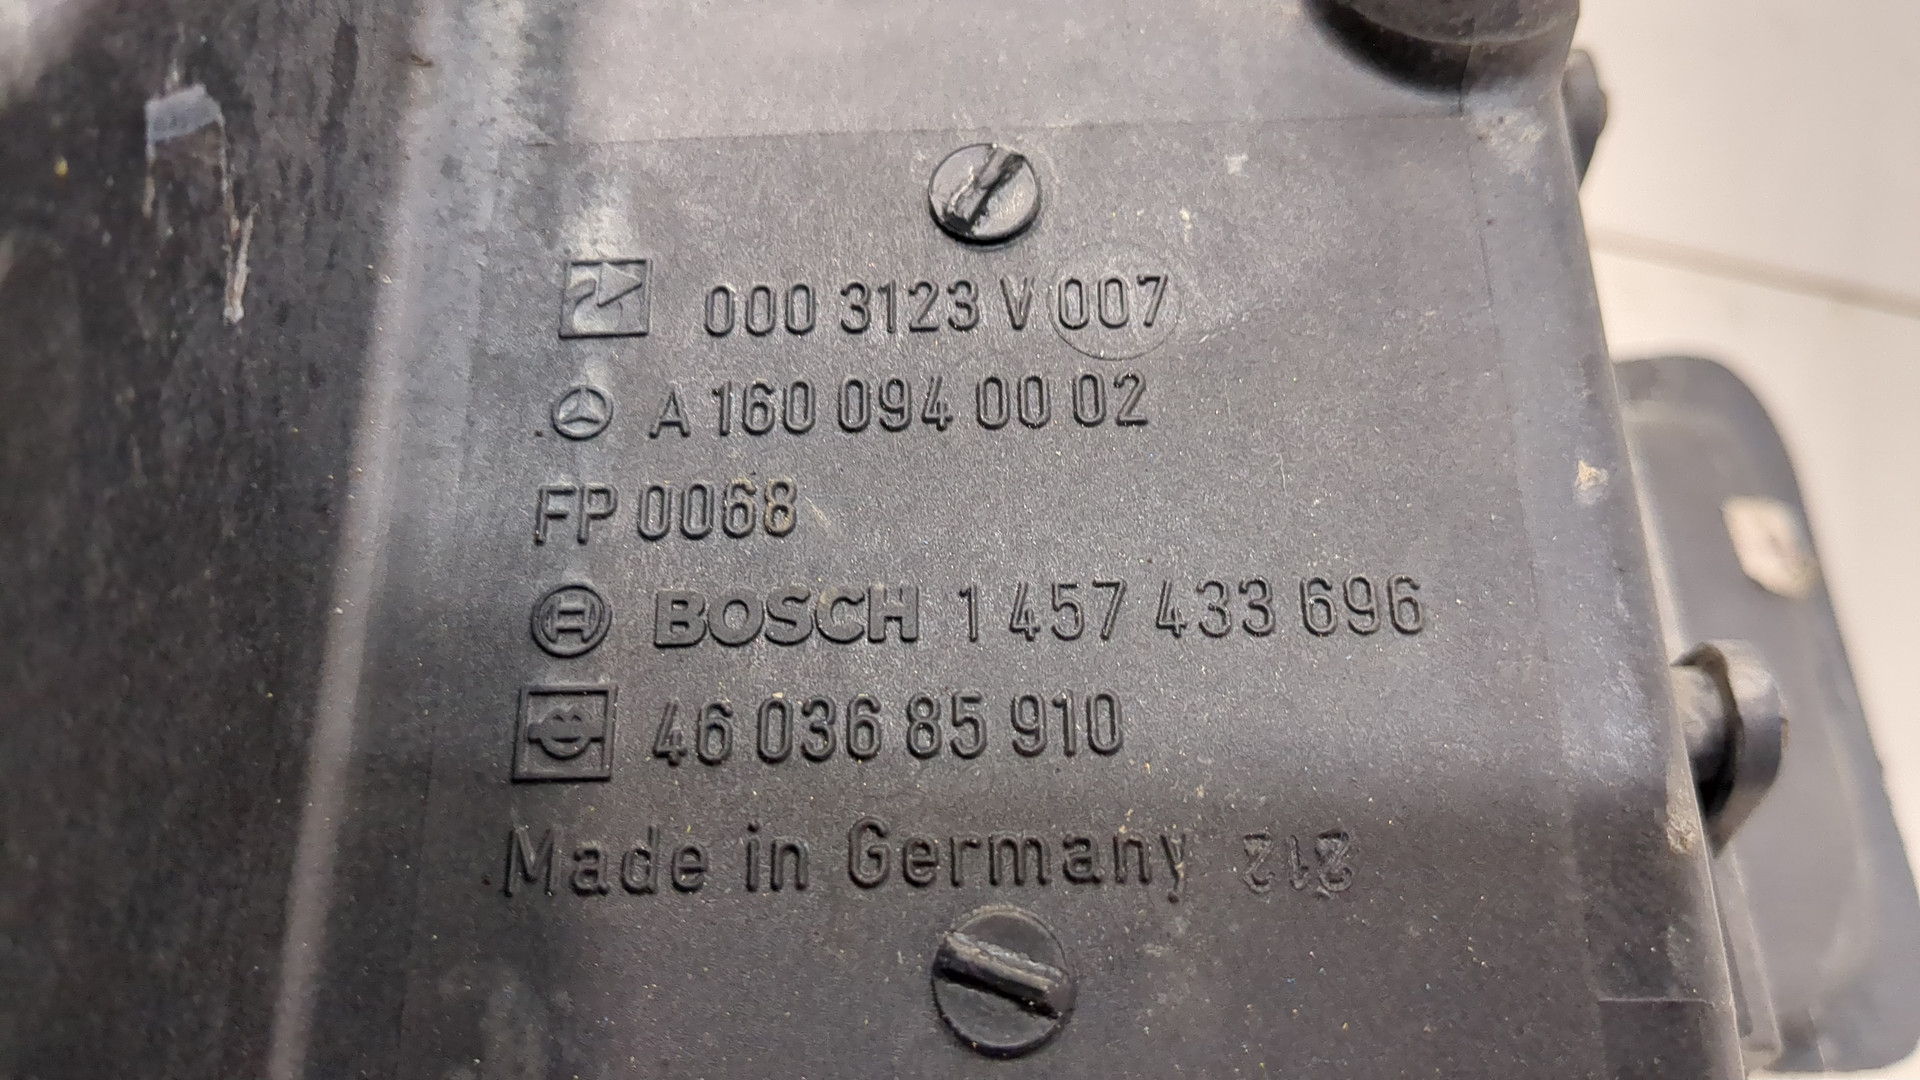 000 3123 V 007
A 160 094 00 02
FP 0068
BOSCH 1 457 433 696
46 036 85 910
Made in Germany 212